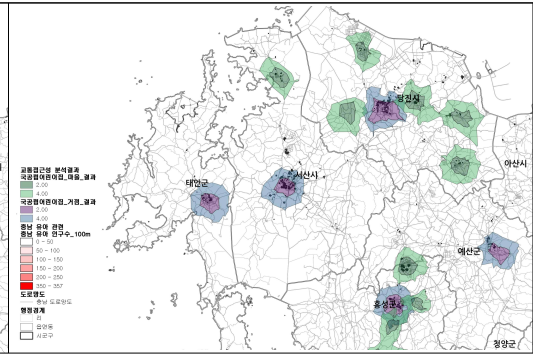 교통접근성 분석결과
국공립어린이집_마을_결과
2.00
4.00
국공립어린이집_거점_결과
2.00
4.00
충남 유아 관련
충남 유아 인구수_100m
0 - 50
50 - 100
100 - 150
150 - 200
200 - 250
350 - 357
도로망도
충남 도로망도
행정경계
리
읍면동
시군구
당진시
아산시
서산시
태안군
예산군
홍성군
청양군